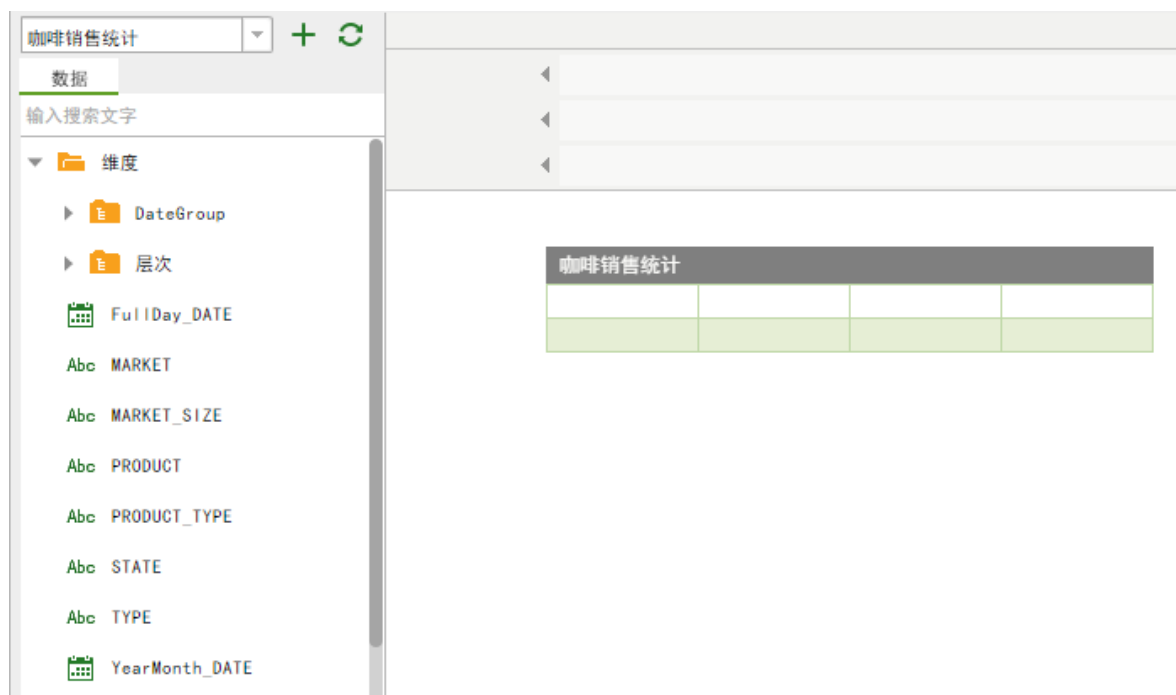 咖啡销售统计
数据
输入搜索文字
维度
DateGroup
层次
FullDay_DATE
Abc MARKET
Abc MARKET_SIZE
Abc PRODUCT
Abc PRODUCT_TYPE
Abc STATE
Abc TYPE
YearMonth_DATE
咖啡销售统计